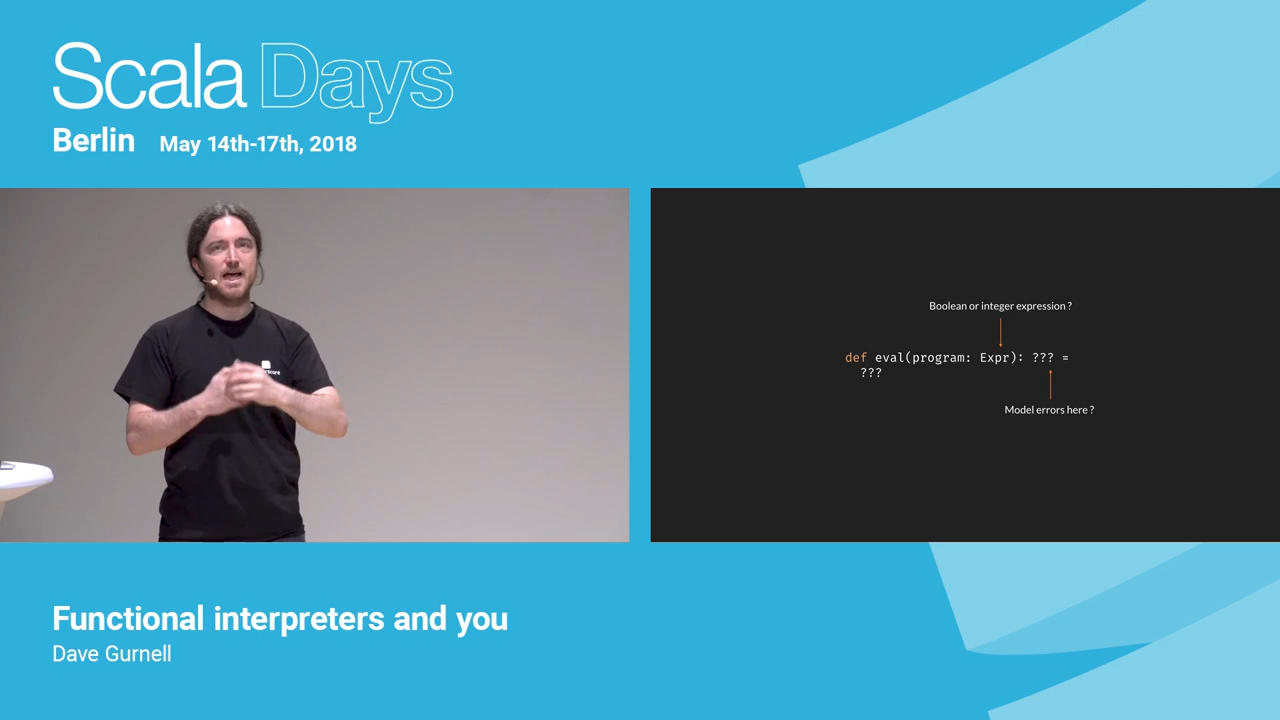 Scala Days
Berlin May 14th-17th, 2018
Boolean or integer expression ?
def eval(program: Expr): ??? =
???
Model errors here ?
Functional interpreters and you
Dave Gurnell